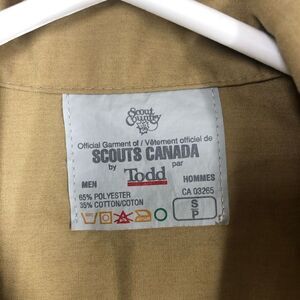 Scout
Country
Official Garment of / Vêtement officiel de
SCOUTS CANADA
by par
Todd
MEN HOMMES
65% POLYESTER CA 03265
35% COTTON/COTON
S
P